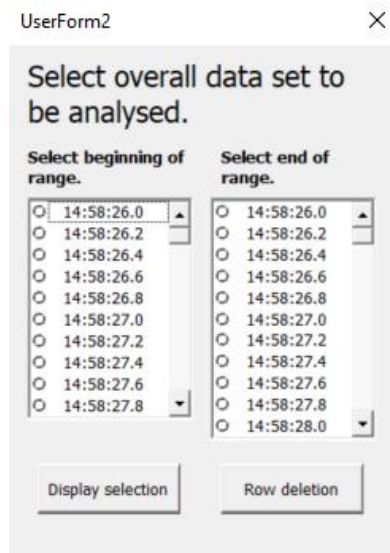 UserForm2
Select overall data set to
be analysed.
Select beginning of
range.
Select end of
range.
14:58:26.0
14:58:26.2
14:58:26.4
14:58:26.6
14:58:26.8
14:58:27.0
14:58:27.2
14:58:27.4
14:58:27.6
14:58:27.8
14:58:26.0
14:58:26.2
14:58:26.4
14:58:26.6
14:58:26.8
14:58:27.0
14:58:27.2
14:58:27.4
14:58:27.6
14:58:27.8
14:58:28.0
Display selection
Row deletion